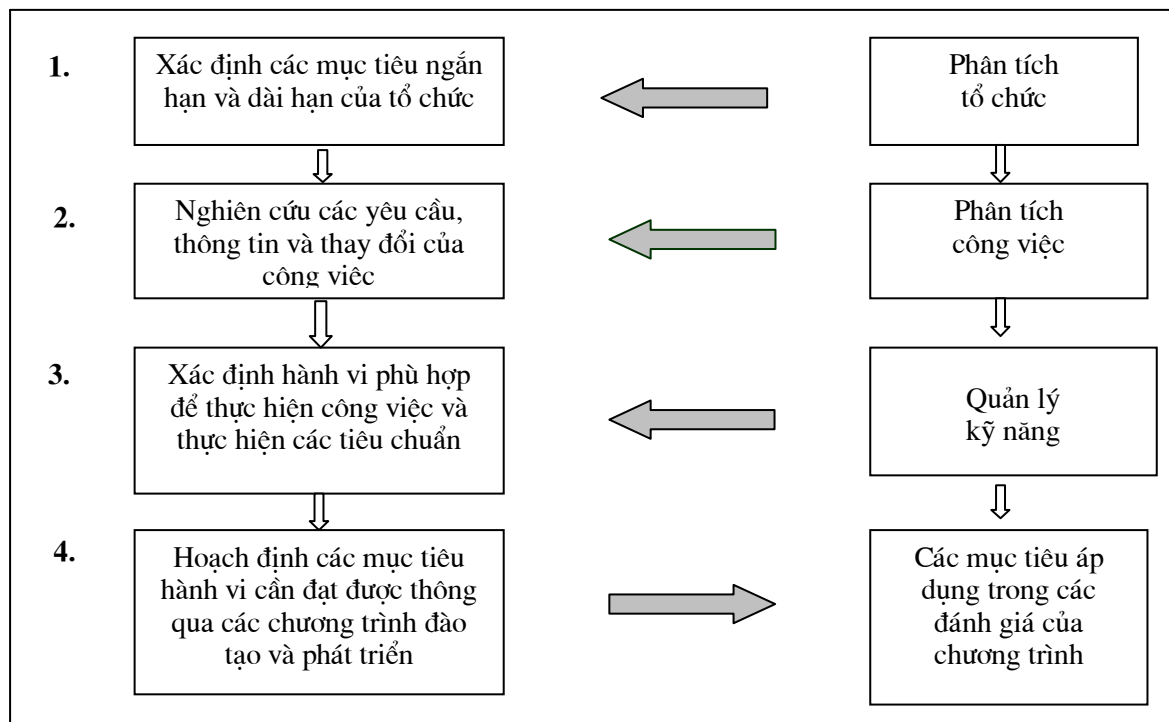 1.
Xác định các mục tiêu ngắn
hạn và dài hạn của tổ chức
Phân tích
tổ chức
2.
Nghiên cứu các yêu cầu,
thông tin và thay đổi của
công việc
Phân tích
công việc
3.
Xác định hành vi phù hợp
để thực hiện công việc và
thực hiện các tiêu chuẩn
Quản lý
kỹ năng
4.
Hoạch định các mục tiêu
hành vi cần đạt được thông
qua các chương trình đào
tạo và phát triển
Các mục tiêu áp
dụng trong các
đánh giá của
chương trình